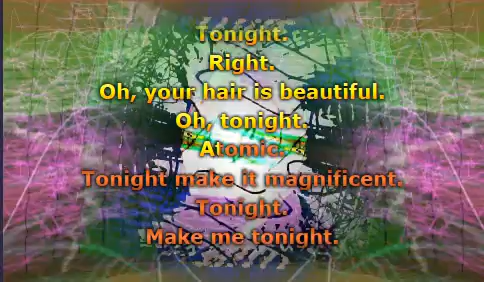 Tonight.
Right.
Oh, your hair is beautiful.
Oh, tonight.
Atomic.
Tonight make it magnificent.
Tonight.
Make me tonight.